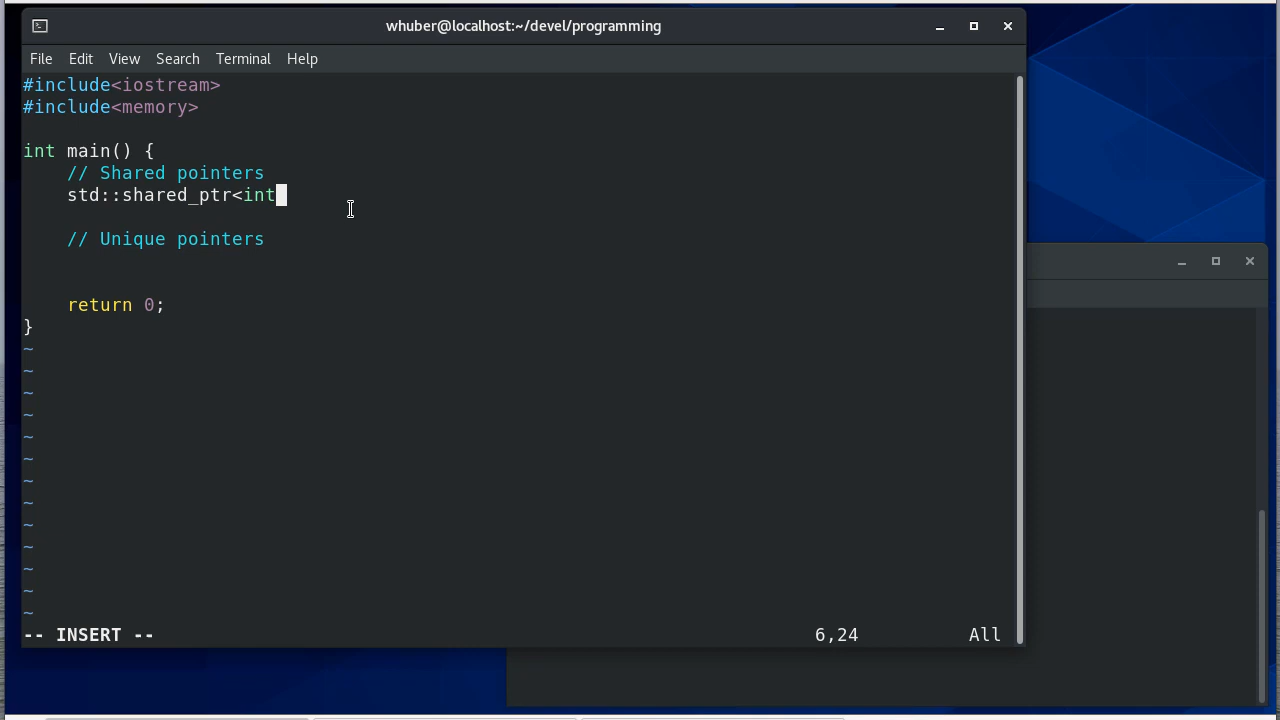 whuber@localhost:~/devel/programming
File Edit View Search Terminal Help
#include<iostream>
#include<memory>
int main() {
    // Shared pointers
    std::shared_ptr<int
    // Unique pointers
    return 0;
}
~
~
~
~
~
~
~
~
~
~
~
~
~
-- INSERT -- 6,24 All